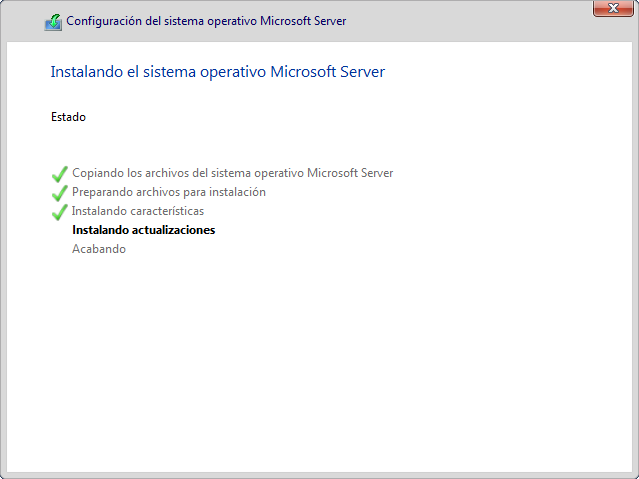 Configuración del sistema operativo Microsoft Server
Instalando el sistema operativo Microsoft Server
Estado
Copiando los archivos del sistema operativo Microsoft Server
Preparando archivos para instalación
Instalando características
Instalando actualizaciones
Acabando